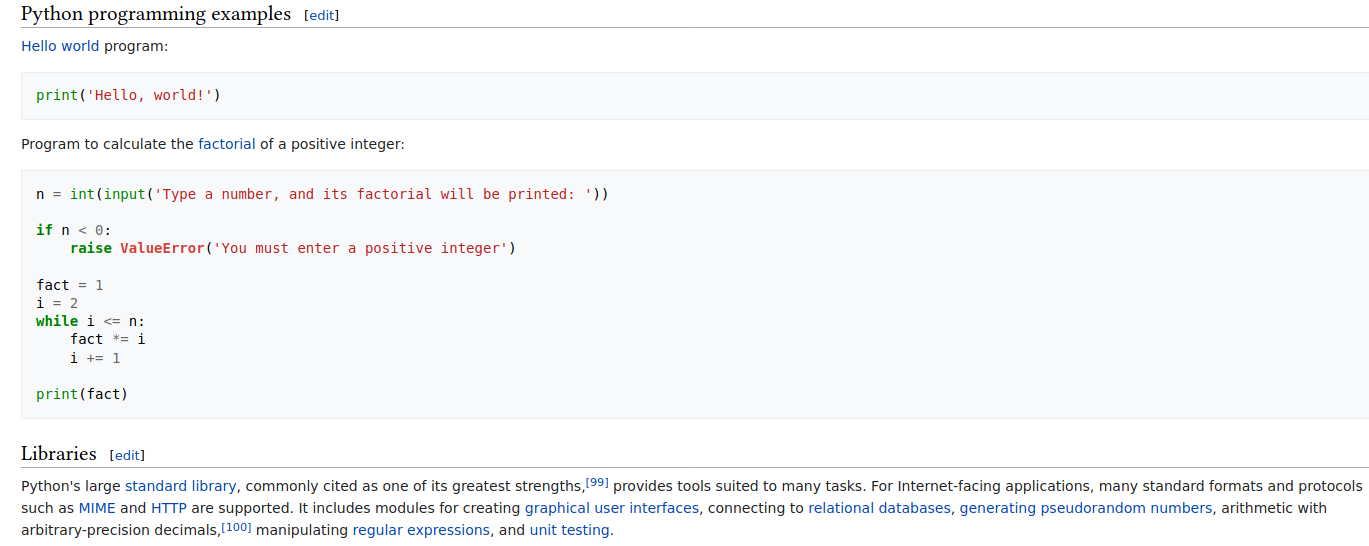 Python programming examples [edit]
Hello world program:
print('Hello, world!')
Program to calculate the factorial of a positive integer:
n = int(input('Type a number, and its factorial will be printed: '))
if n < 0:
    raise ValueError('You must enter a positive integer')
fact = 1
i = 2
while i <= n:
    fact *= i
    i += 1
print(fact)
Libraries [edit]
Python's large standard library, commonly cited as one of its greatest strengths,[99] provides tools suited to many tasks. For Internet-facing applications, many standard formats and protocols
such as MIME and HTTP are supported. It includes modules for creating graphical user interfaces, connecting to relational databases, generating pseudorandom numbers, arithmetic with
arbitrary-precision decimals,[100] manipulating regular expressions, and unit testing.